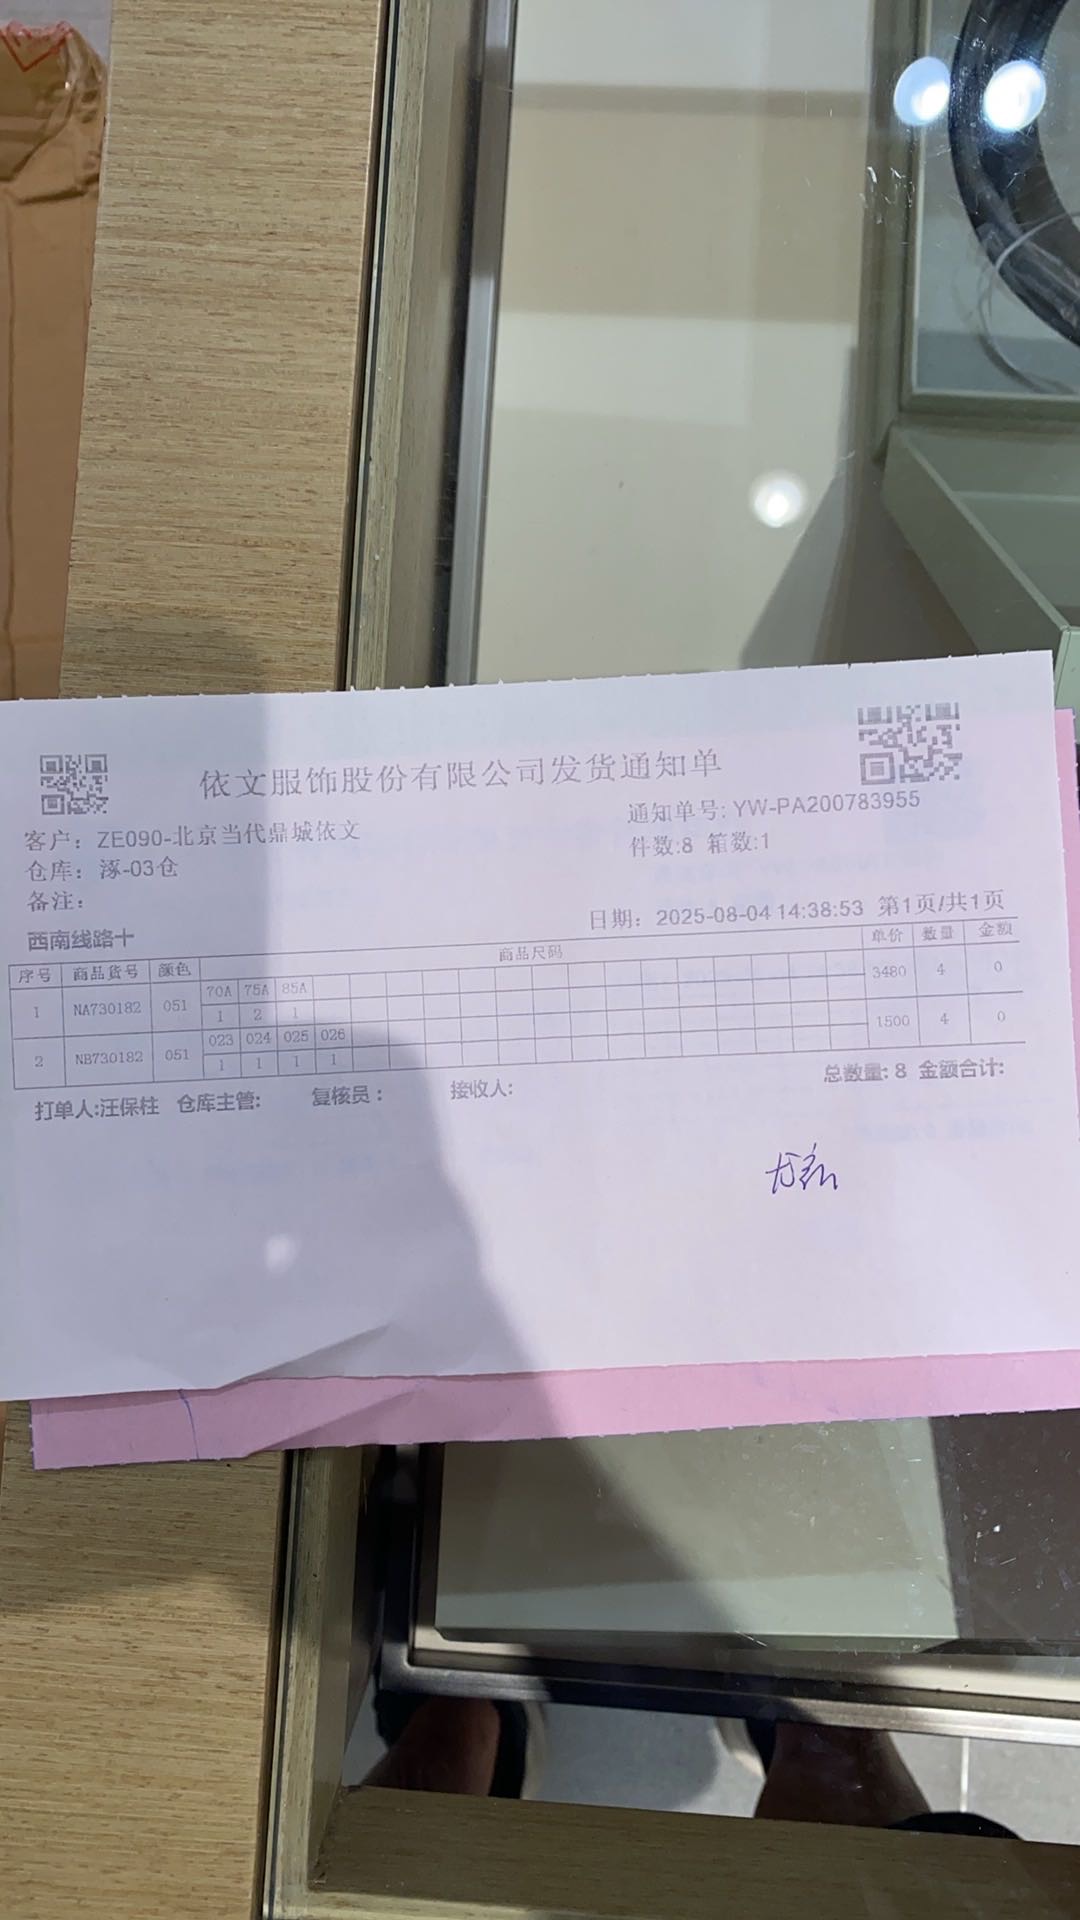 依文服饰股份有限公司发货通知单
客户： ZE090-北京当代鼎城依文
通知单号: YW-PA200783955
仓库： 涿-03仓
件数:8 箱数:1
备注：
日期： 2025-08-04 14:38:53 第1页/共1页
西南线路十
序号 商品货号 颜色 商品尺码 单价 数量 金额
70A 75A 85A
1 NA730182 051 3480 4 0
1 2 1
023 024 025 026
2 NB730182 051 1500 4 0
1 1 1 1
总数量: 8 金额合计:
打单人:汪保柱 仓库主管: 复核员： 接收人: